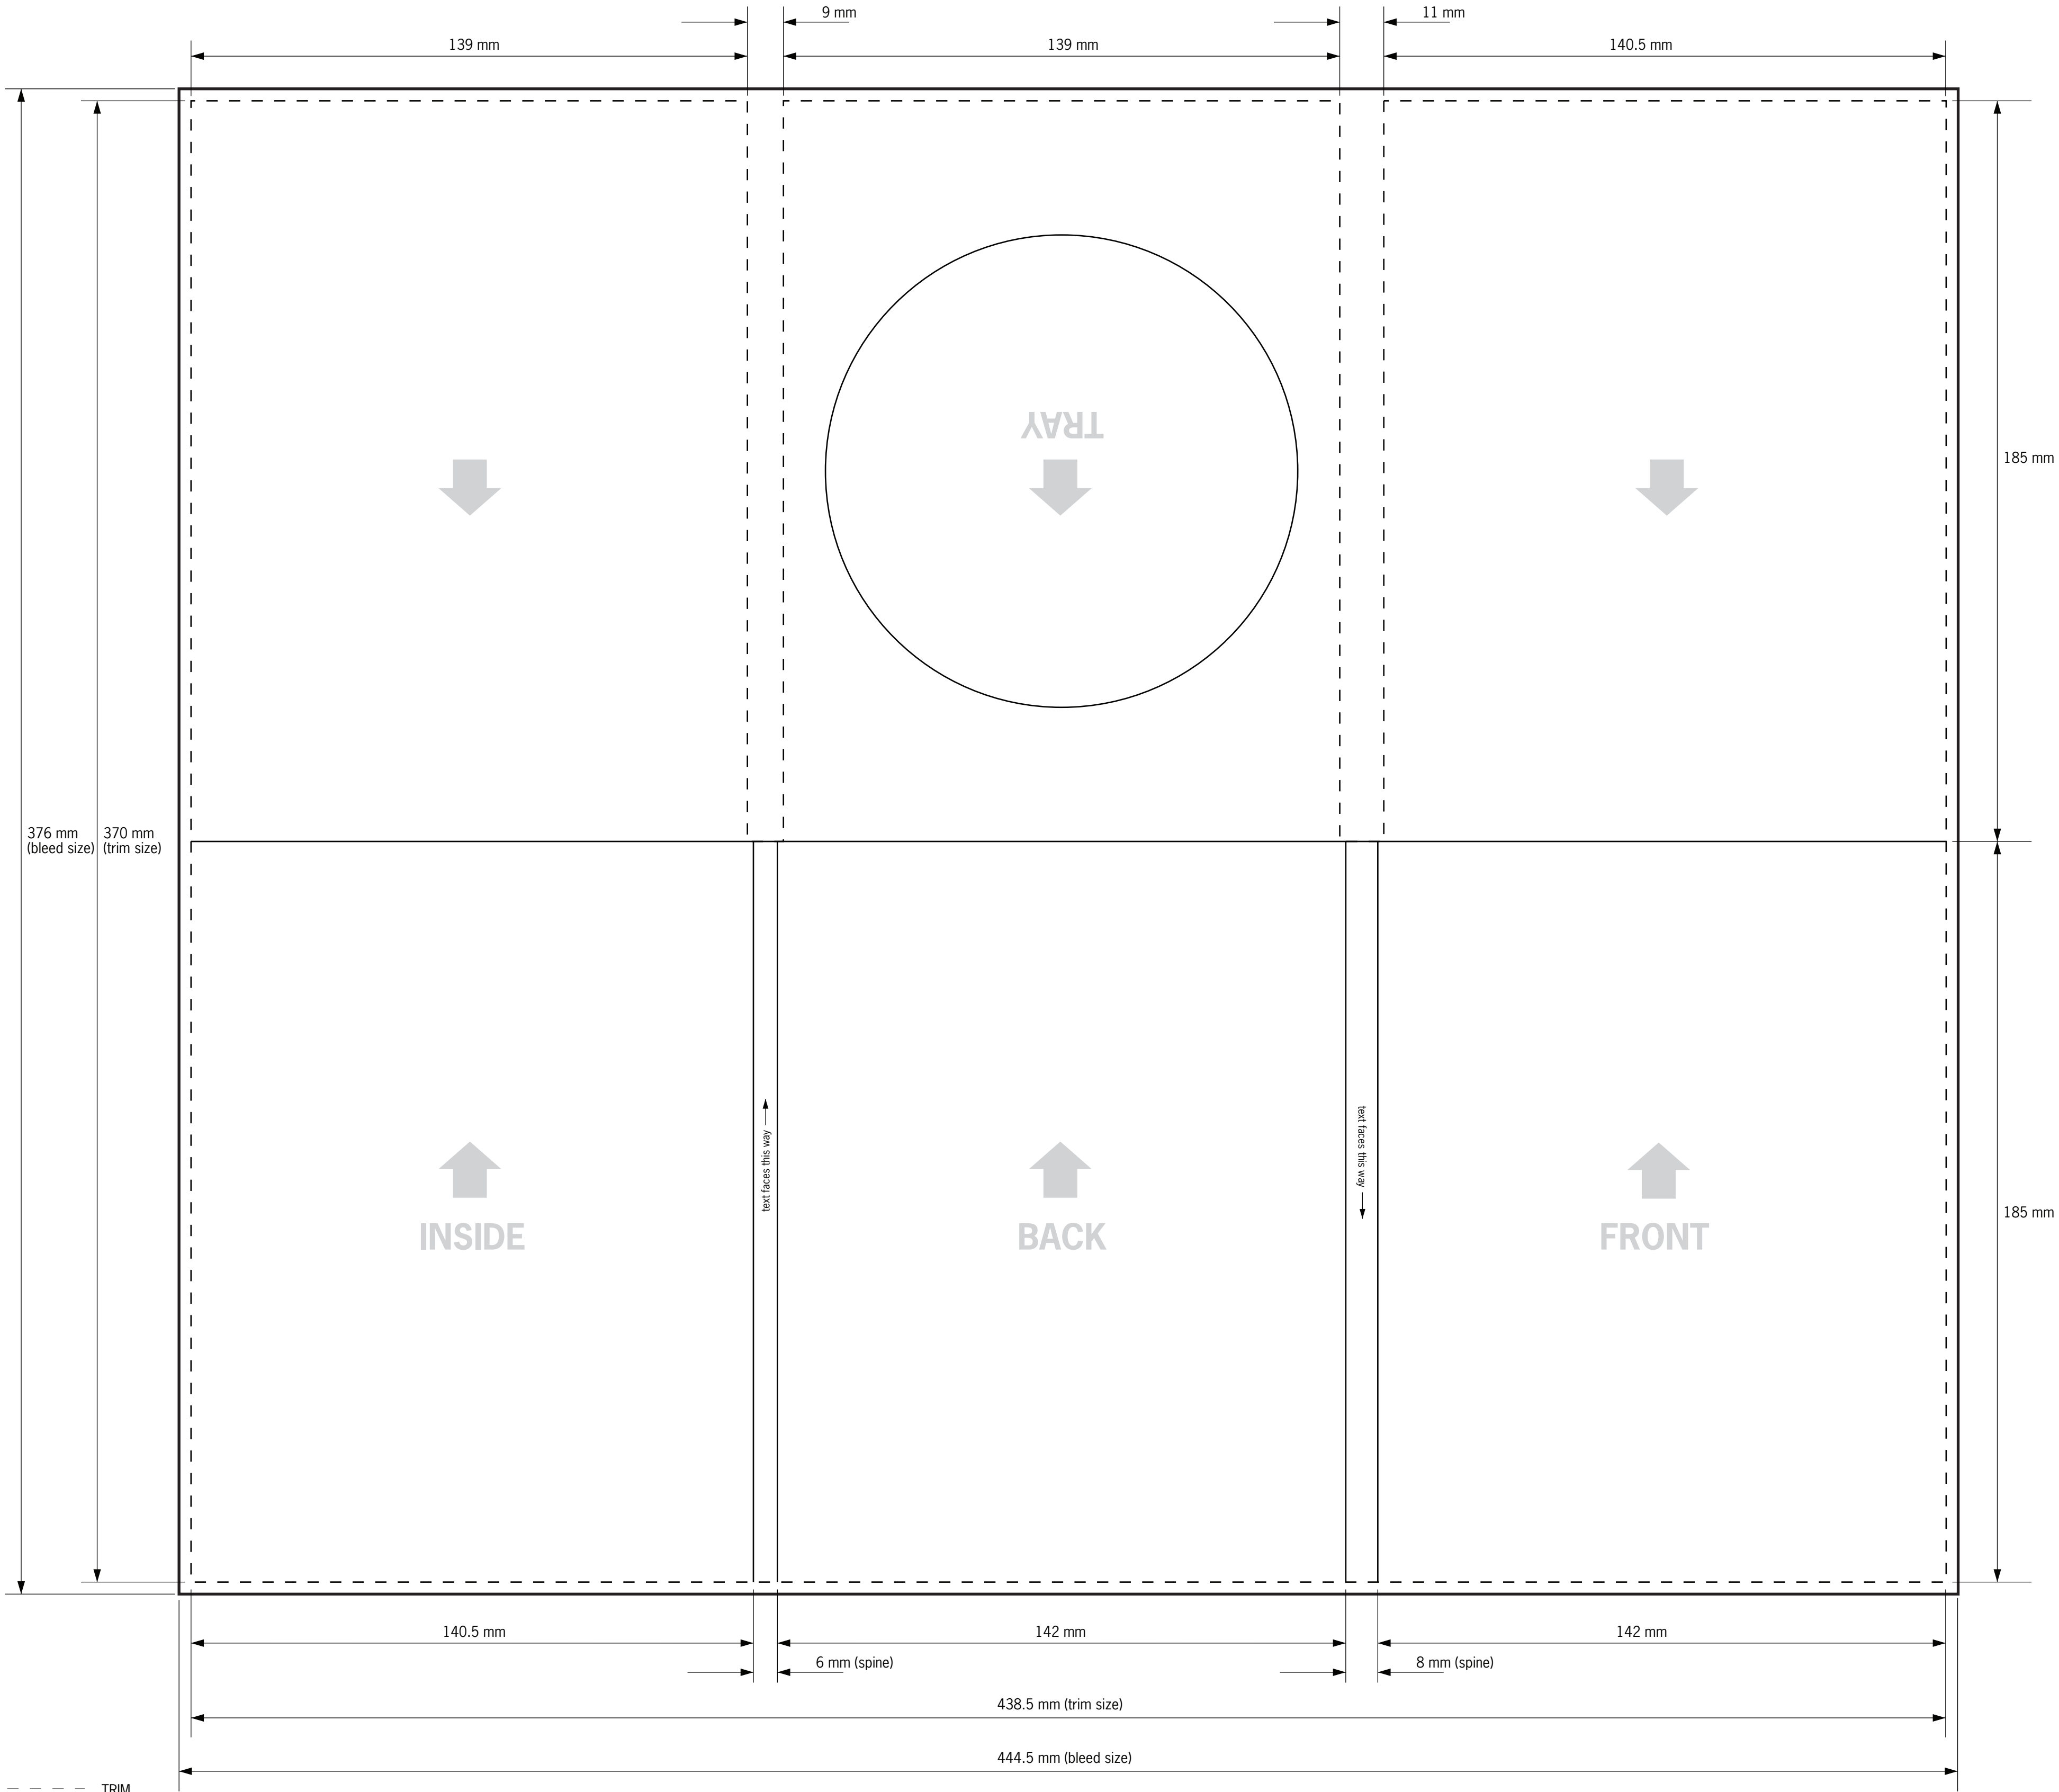 9 mm
11 mm
139 mm
139 mm
140.5 mm
TRAY
185 mm
376 mm
(bleed size)
370 mm
(trim size)
text faces this way
text faces this way
185 mm
INSIDE
BACK
FRONT
140.5 mm
142 mm
142 mm
6 mm (spine)
8 mm (spine)
438.5 mm (trim size)
444.5 mm (bleed size)
TRIM